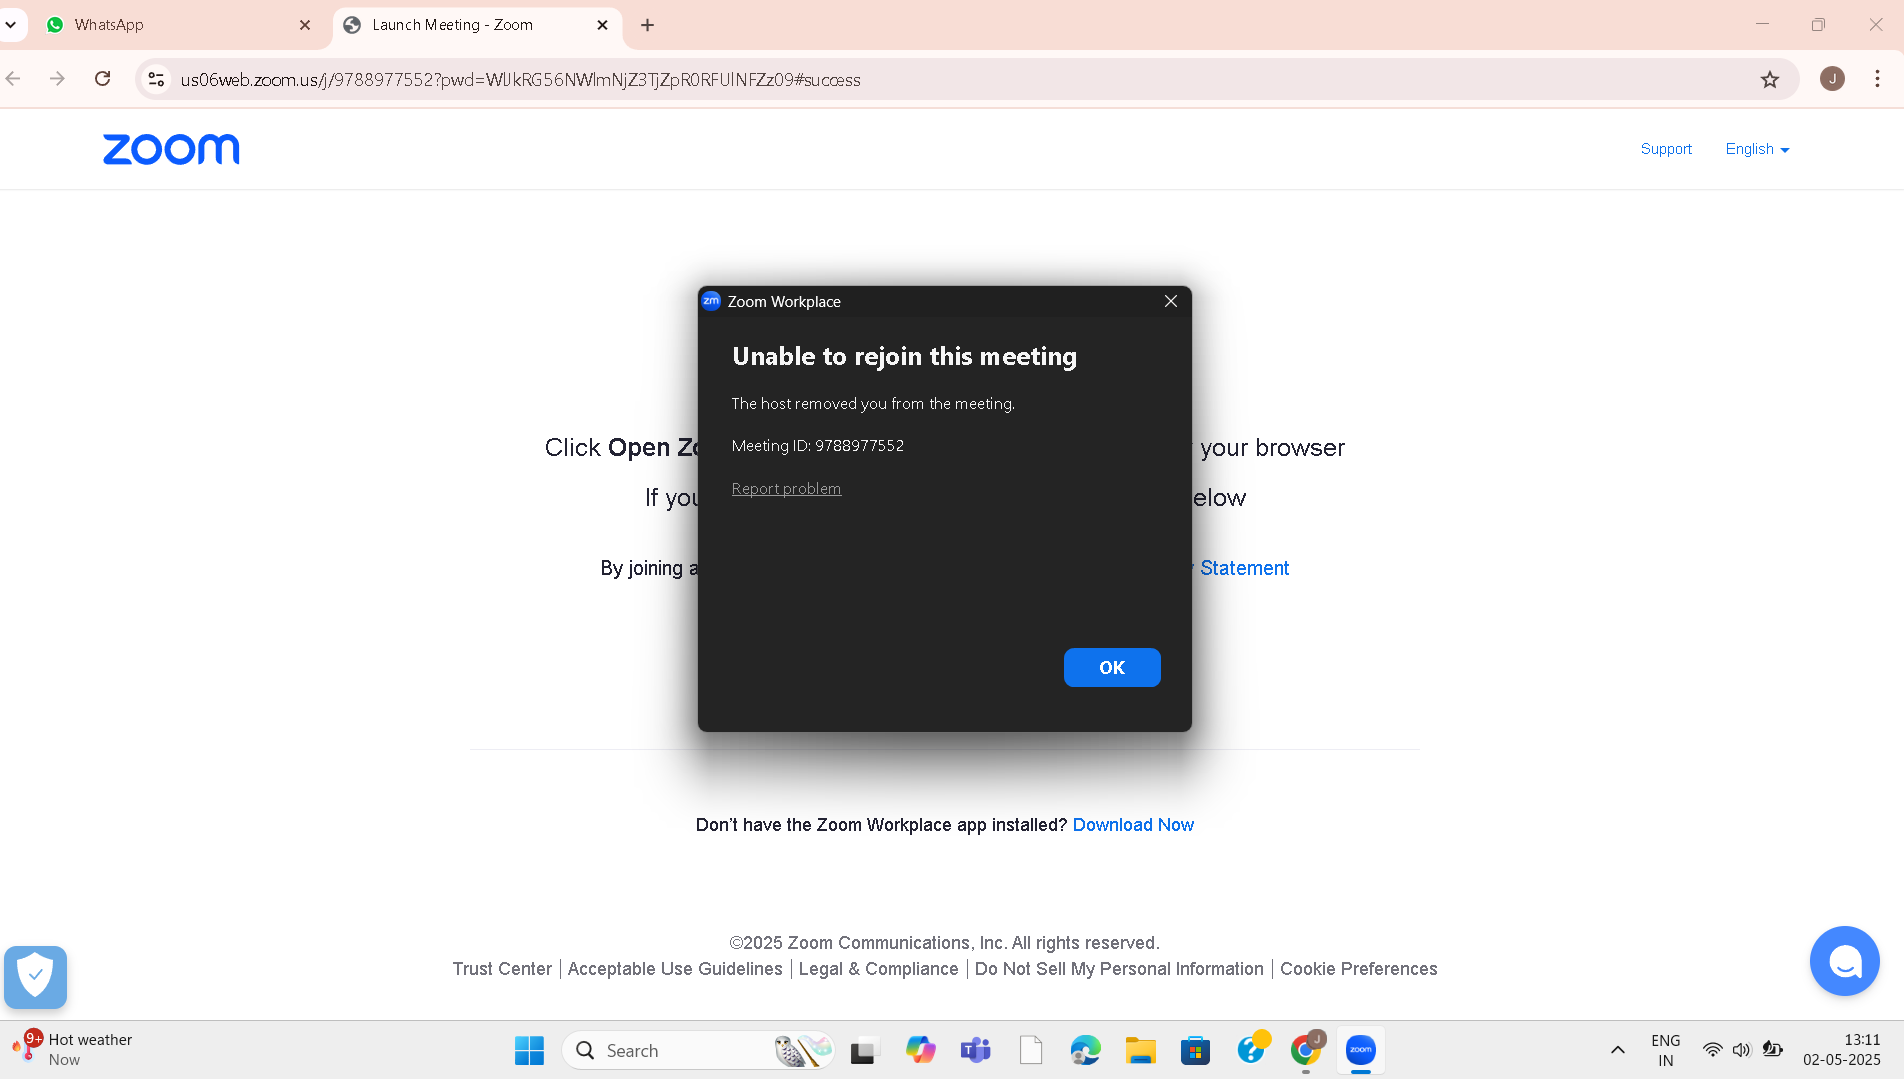 WhatsApp
Launch Meeting - Zoom
us06web.zoom.us/j/9788977552?pwd=WlJkRG56NWlmNjZ3TjZpR0RFUlNFZz09#success
J
zoom
Support
English
zm Zoom Workplace
Unable to rejoin this meeting
The host removed you from the meeting.
Meeting ID: 9788977552
Report problem
OK
Click Open Zo
your browser
If you
elow
By joining a
y Statement
Don't have the Zoom Workplace app installed? Download Now
©2025 Zoom Communications, Inc. All rights reserved.
Trust Center | Acceptable Use Guidelines | Legal & Compliance | Do Not Sell My Personal Information | Cookie Preferences
9+
Hot weather
Now
Search
T
J
zoom
ENG
IN
13:11
02-05-2025